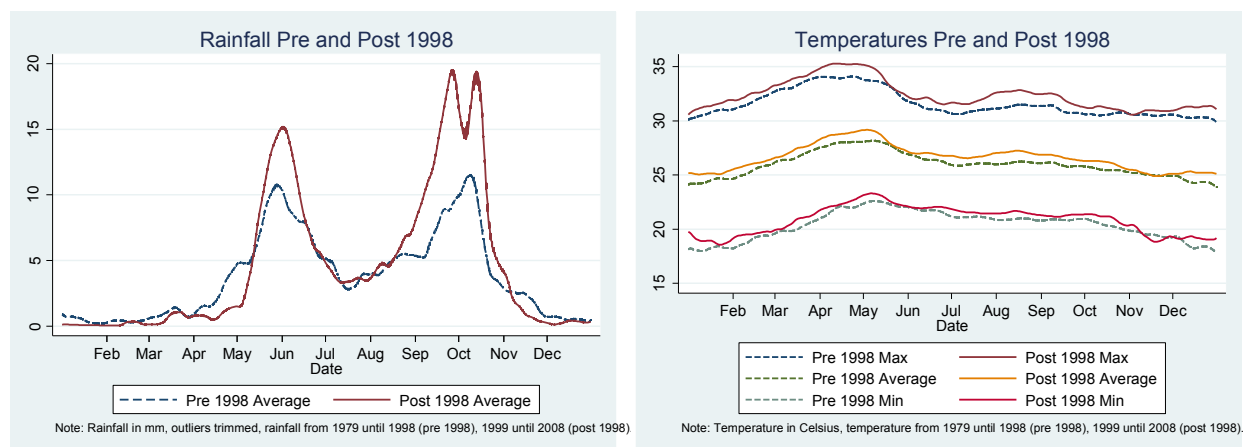 Rainfall Pre and Post 1998
20
15
10
5
0
Feb Mar Apr May Jun Jul Aug Sep Oct Nov Dec
Date
Pre 1998 Average Post 1998 Average
Note: Rainfall in mm, outliers trimmed, rainfall from 1979 until 1998 (pre 1998), 1999 until 2008 (post 1998).
Temperatures Pre and Post 1998
35
30
25
20
15
Feb Mar Apr May Jun Jul Aug Sep Oct Nov Dec
Date
Pre 1998 Max Post 1998 Max
Pre 1998 Average Post 1998 Average
Pre 1998 Min Post 1998 Min
Note: Temperature in Celsius, temperature from 1979 until 1998 (pre 1998), 1999 until 2008 (post 1998).